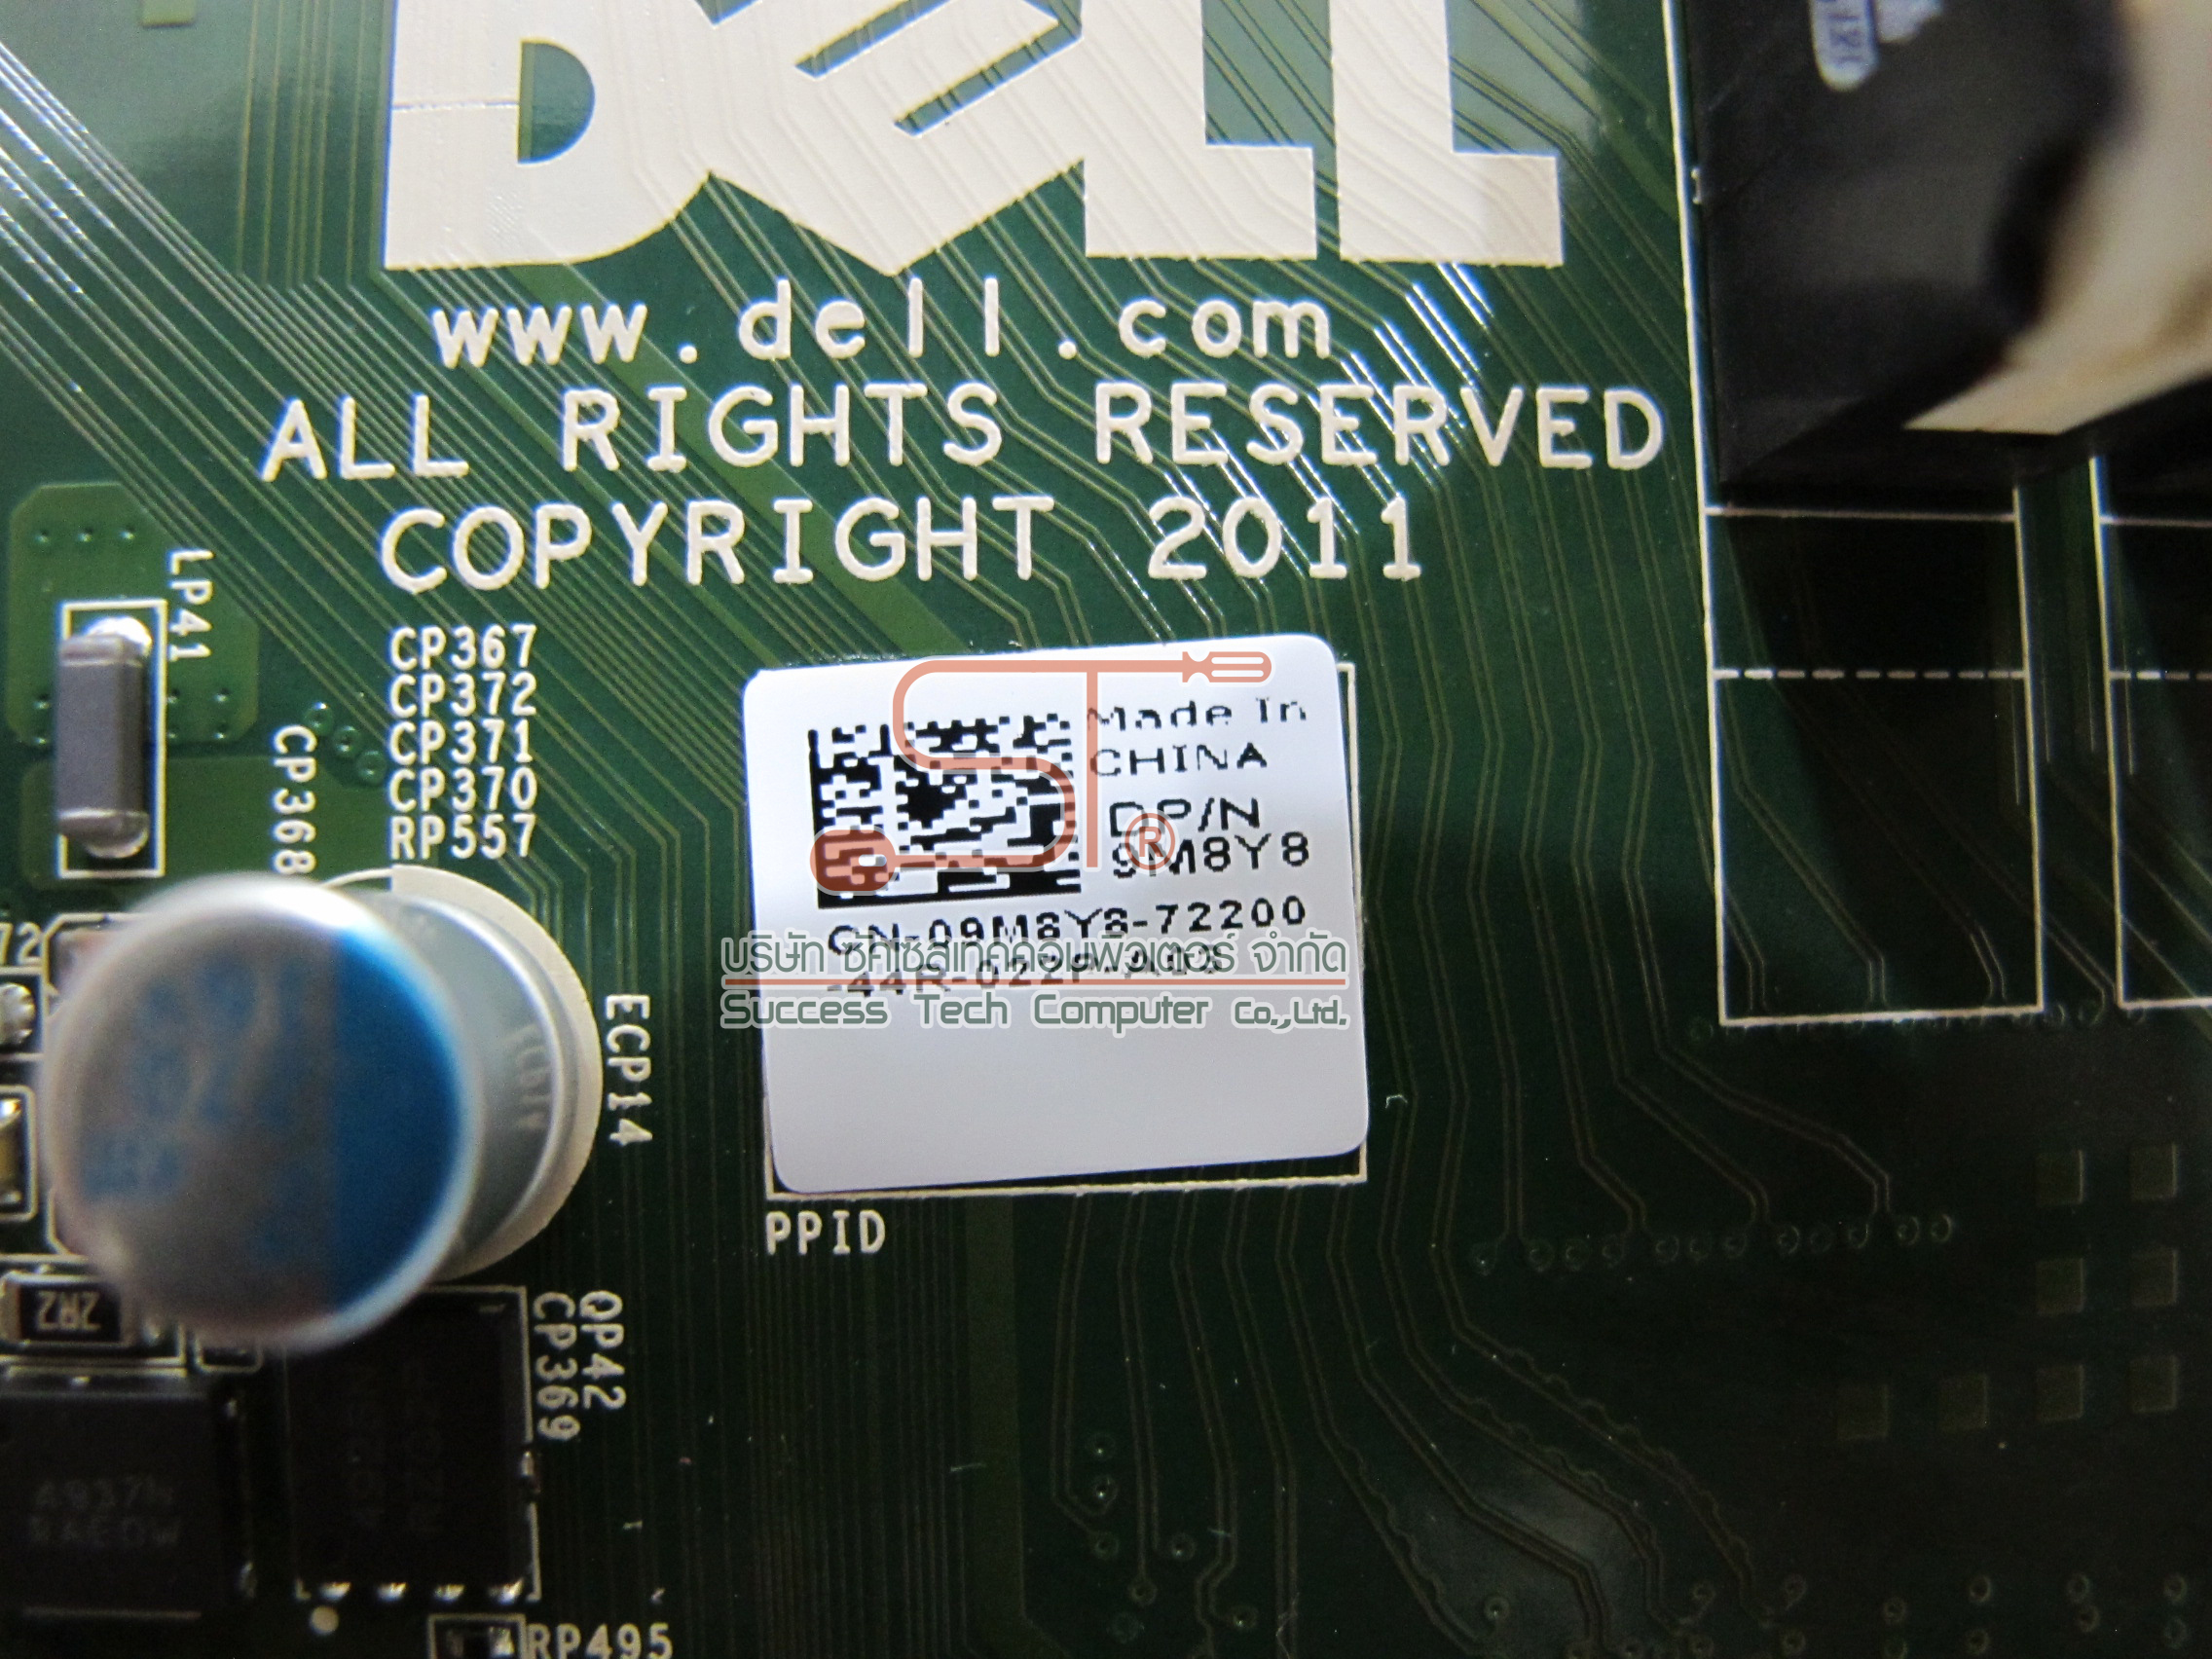 DELL
www.dell.com
ALL RIGHTS RESERVED
COPYRIGHT 2011
LP41
CP367
CP372
CP371
CP370
RP557
CP368
Made In
CHINA
DP/N
9M8Y8
CN-09M8Y8-72200
ST®
บริษัท ซัคเซสเทคคอมพิวเตอร์ จำกัด
Success Tech Computer Co.,Ltd.
ECP14
PPID
2R2
QP42
CP369
RP495